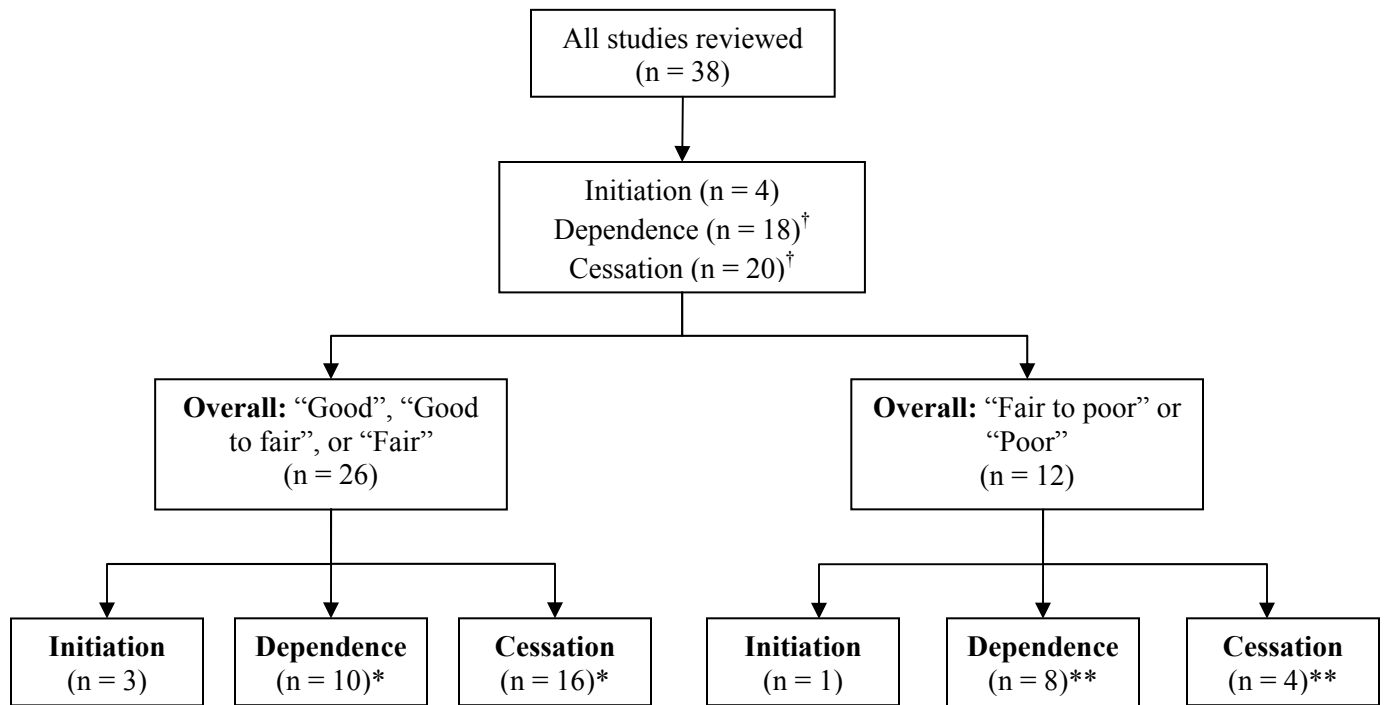 All studies reviewed
(n = 38)
Initiation (n = 4)
Dependence (n = 18)†
Cessation (n = 20)†
Overall: “Good”, “Good
to fair”, or “Fair”
(n = 26)
Overall: “Fair to poor” or
“Poor”
(n = 12)
Initiation
(n = 3)
Dependence
(n = 10)*
Cessation
(n = 16)*
Initiation
(n = 1)
Dependence
(n = 8)**
Cessation
(n = 4)**